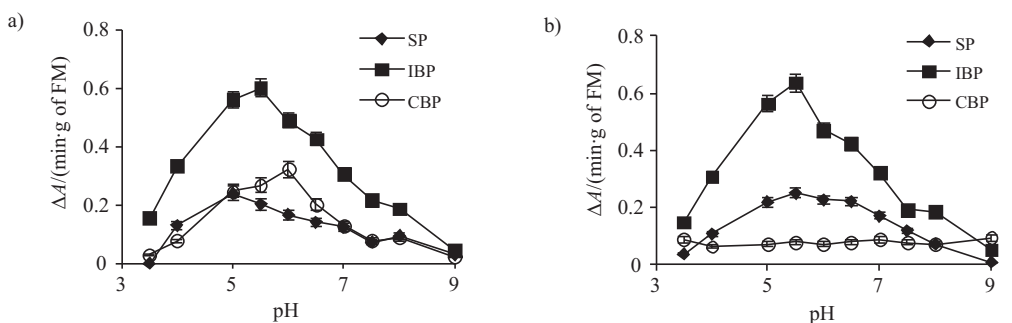 a)
0.8
0.6
0.4
0.2
0
ΔA/(min·g of FM)
SP
IBP
CBP
3 5 7 9
pH
b)
0.8
0.6
0.4
0.2
0
ΔA/(min·g of FM)
SP
IBP
CBP
3 5 7 9
pH